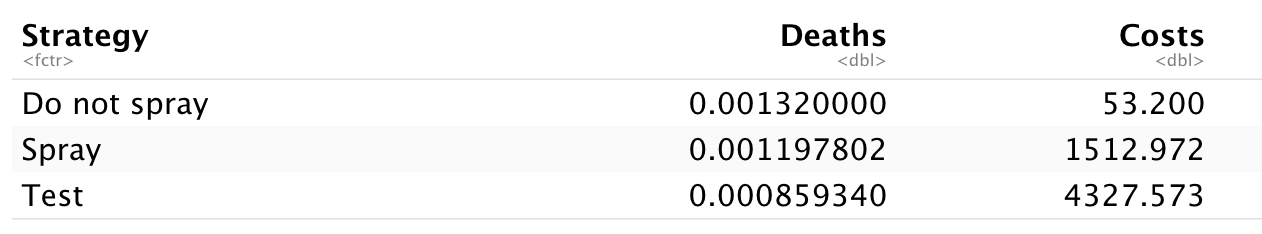 Strategy Deaths Costs
<fctr> <dbl> <dbl>
Do not spray 0.001320000 53.200
Spray 0.001197802 1512.972
Test 0.000859340 4327.573